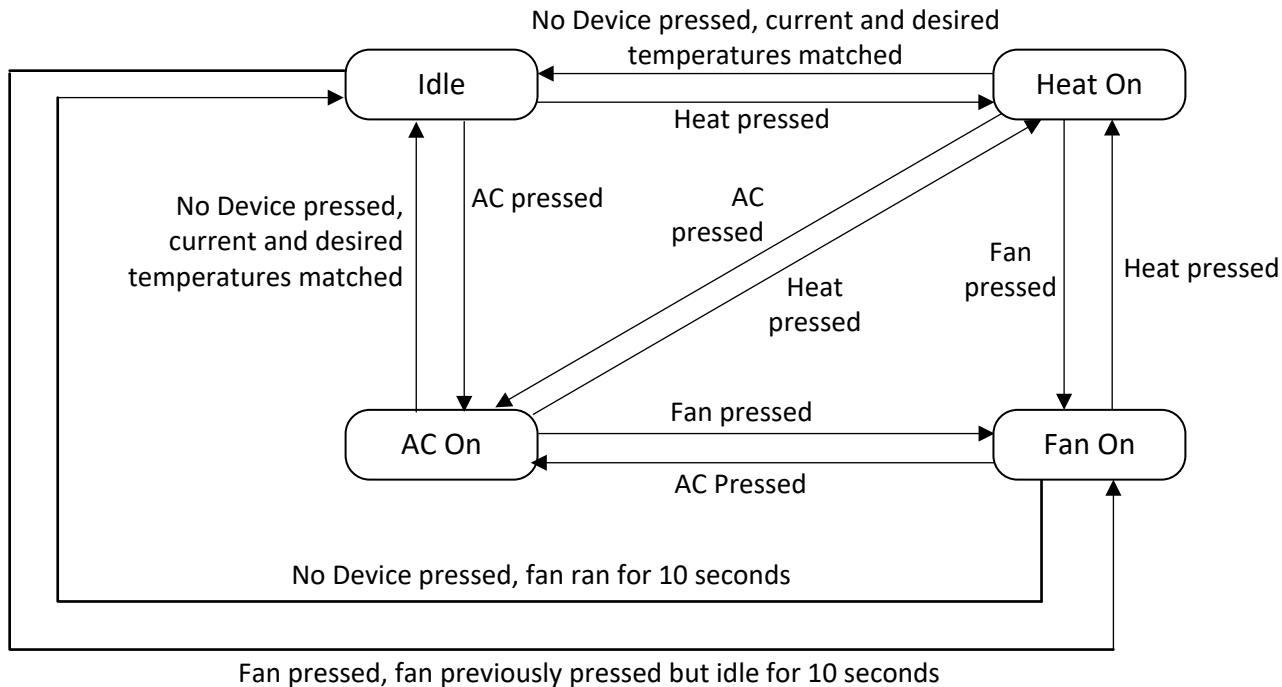 No Device pressed, current and desired
temperatures matched
Idle
Heat On
Heat pressed
No Device pressed,
current and desired
temperatures matched
AC pressed
AC
pressed
Heat
pressed
Fan
pressed
Heat pressed
AC On
Fan pressed
Fan On
AC Pressed
No Device pressed, fan ran for 10 seconds
Fan pressed, fan previously pressed but idle for 10 seconds